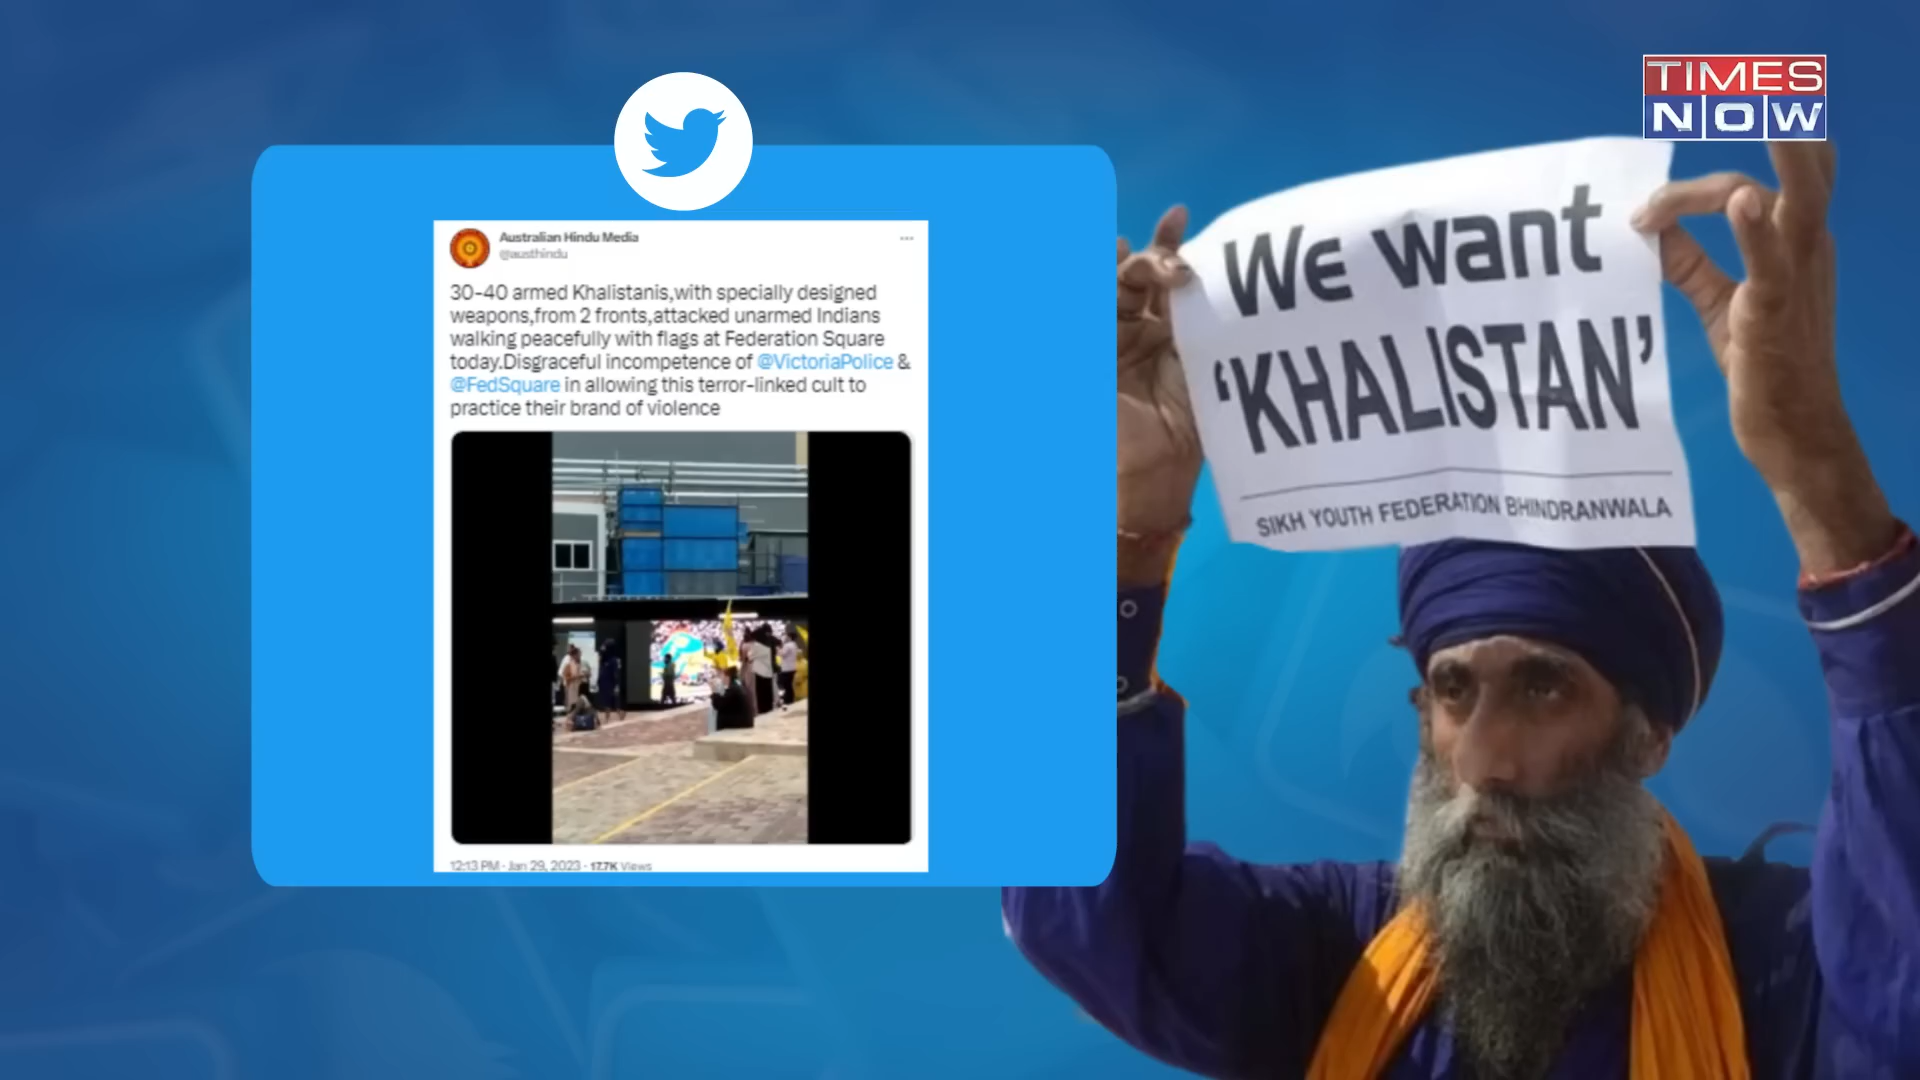 TIMES
NOW
Australian Hindu Media
@austhindu
30-40 armed Khalistanis,with specially designed
weapons,from 2 fronts,attacked unarmed Indians
walking peacefully with flags at Federation Square
today.Disgraceful incompetence of @VictoriaPolice &
@FedSquare in allowing this terror-linked cult to
practice their brand of violence
12:13 PM · Jan 29, 2023 · 17.7K Views
We want
‘KHALISTAN’
SIKH YOUTH FEDERATION BHINDRANWALA